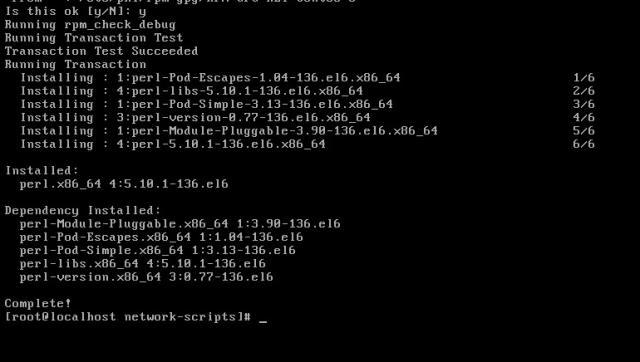 Is this ok [y/N]: y
Running rpm_check_debug
Running Transaction Test
Transaction Test Succeeded
Running Transaction
  Installing : 1:perl-Pod-Escapes-1.04-136.el6.x86_64 1/6
  Installing : 4:perl-libs-5.10.1-136.el6.x86_64 2/6
  Installing : 1:perl-Pod-Simple-3.13-136.el6.x86_64 3/6
  Installing : 3:perl-version-0.77-136.el6.x86_64 4/6
  Installing : 1:perl-Module-Pluggable-3.90-136.el6.x86_64 5/6
  Installing : 4:perl-5.10.1-136.el6.x86_64 6/6
Installed:
  perl.x86_64 4:5.10.1-136.el6
Dependency Installed:
  perl-Module-Pluggable.x86_64 1:3.90-136.el6
  perl-Pod-Escapes.x86_64 1:1.04-136.el6
  perl-Pod-Simple.x86_64 1:3.13-136.el6
  perl-libs.x86_64 4:5.10.1-136.el6
  perl-version.x86_64 3:0.77-136.el6
Complete!
[root@localhost network-scripts]# _